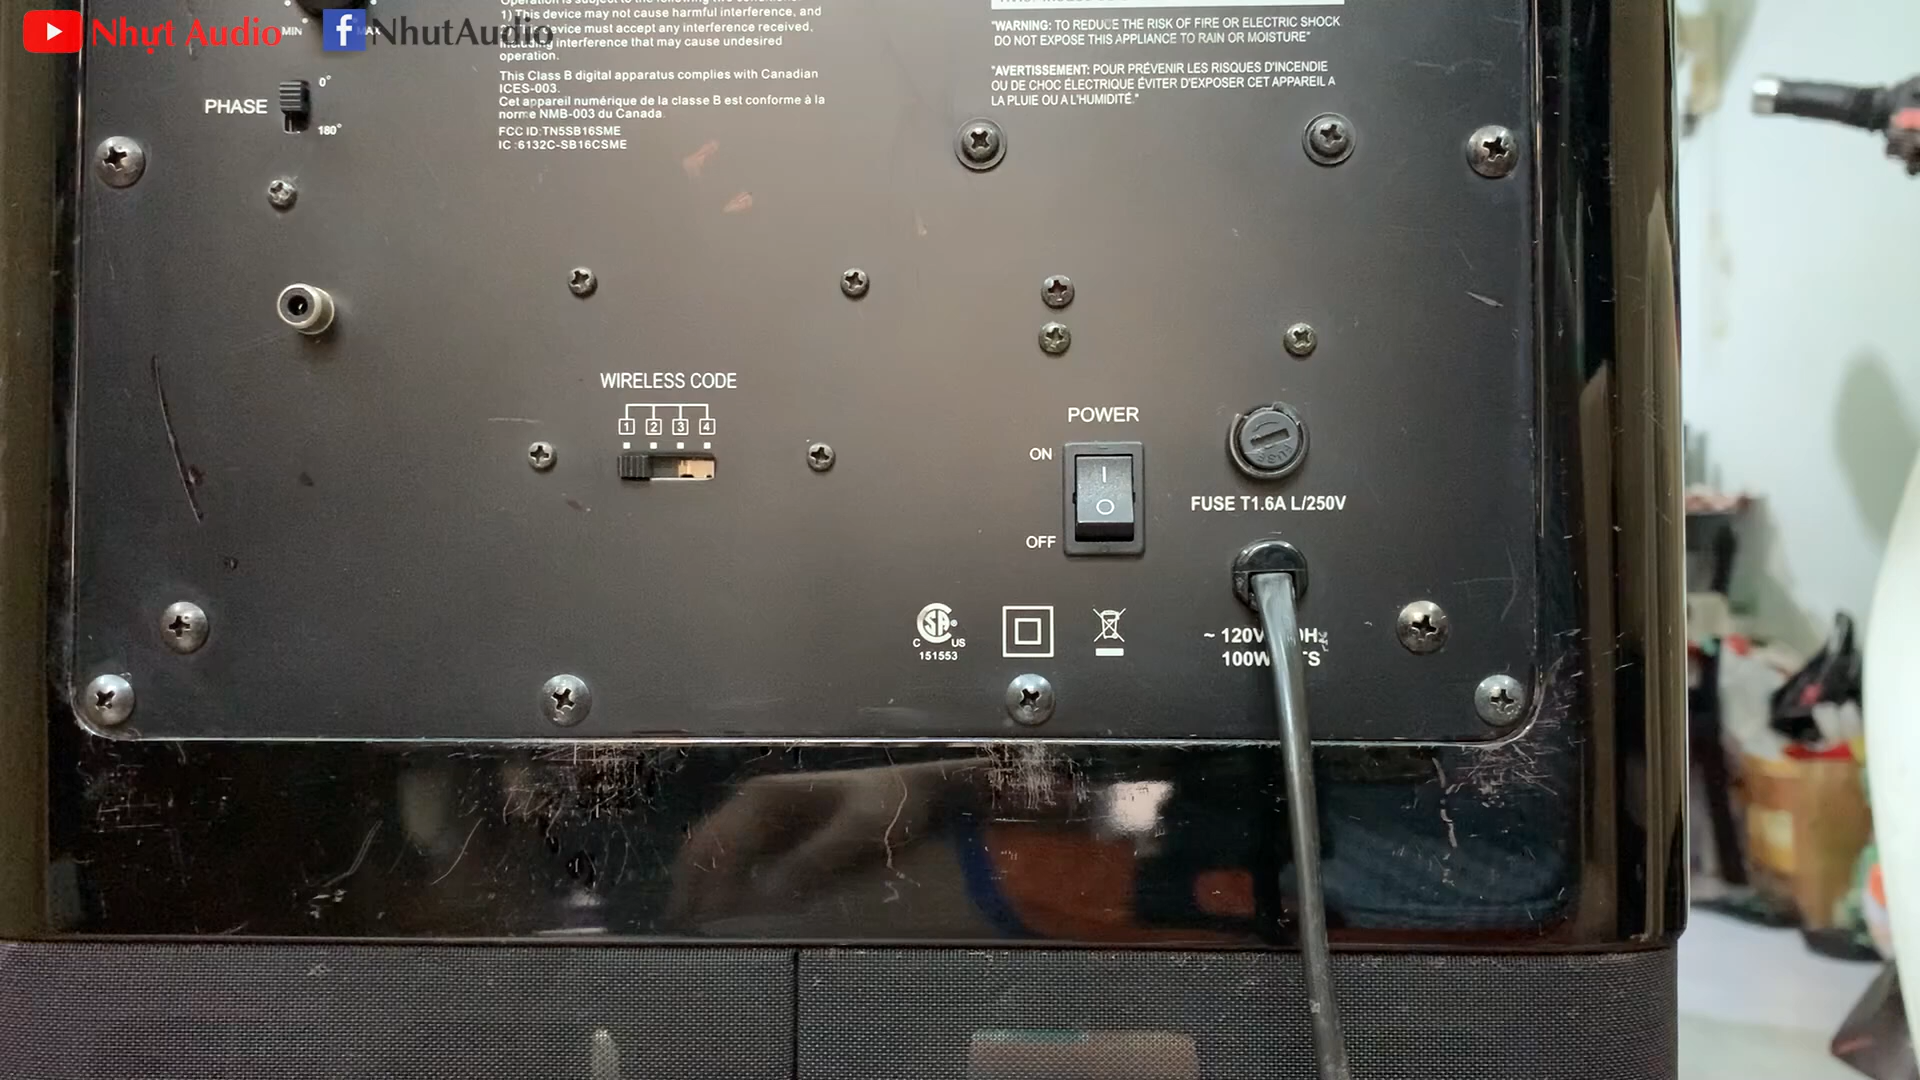 Nhựt Audio
NhutAudio
MIN
MAX
1) This device may not cause harmful interference, and
device must accept any interference received,
including interference that may cause undesired
operation.
This Class B digital apparatus complies with Canadian
ICES-003.
Cet appareil numérique de la classe B est conforme à la
norme NMB-003 du Canada.
FCC ID:TN5SB16SME
IC :6132C-SB16CSME
"WARNING: TO REDUCE THE RISK OF FIRE OR ELECTRIC SHOCK
DO NOT EXPOSE THIS APPLIANCE TO RAIN OR MOISTURE"
"AVERTISSEMENT: POUR PRÉVENIR LES RISQUES D'INCENDIE
OU DE CHOC ÉLECTRIQUE ÉVITER D'EXPOSER CET APPAREIL A
LA PLUIE OU A L'HUMIDITÉ."
PHASE
0°
180°
WIRELESS CODE
1 2 3 4
POWER
ON
OFF
I
O
FUSE
FUSE T1.6A L/250V
CSA®
C US
151553
~ 120V
100W